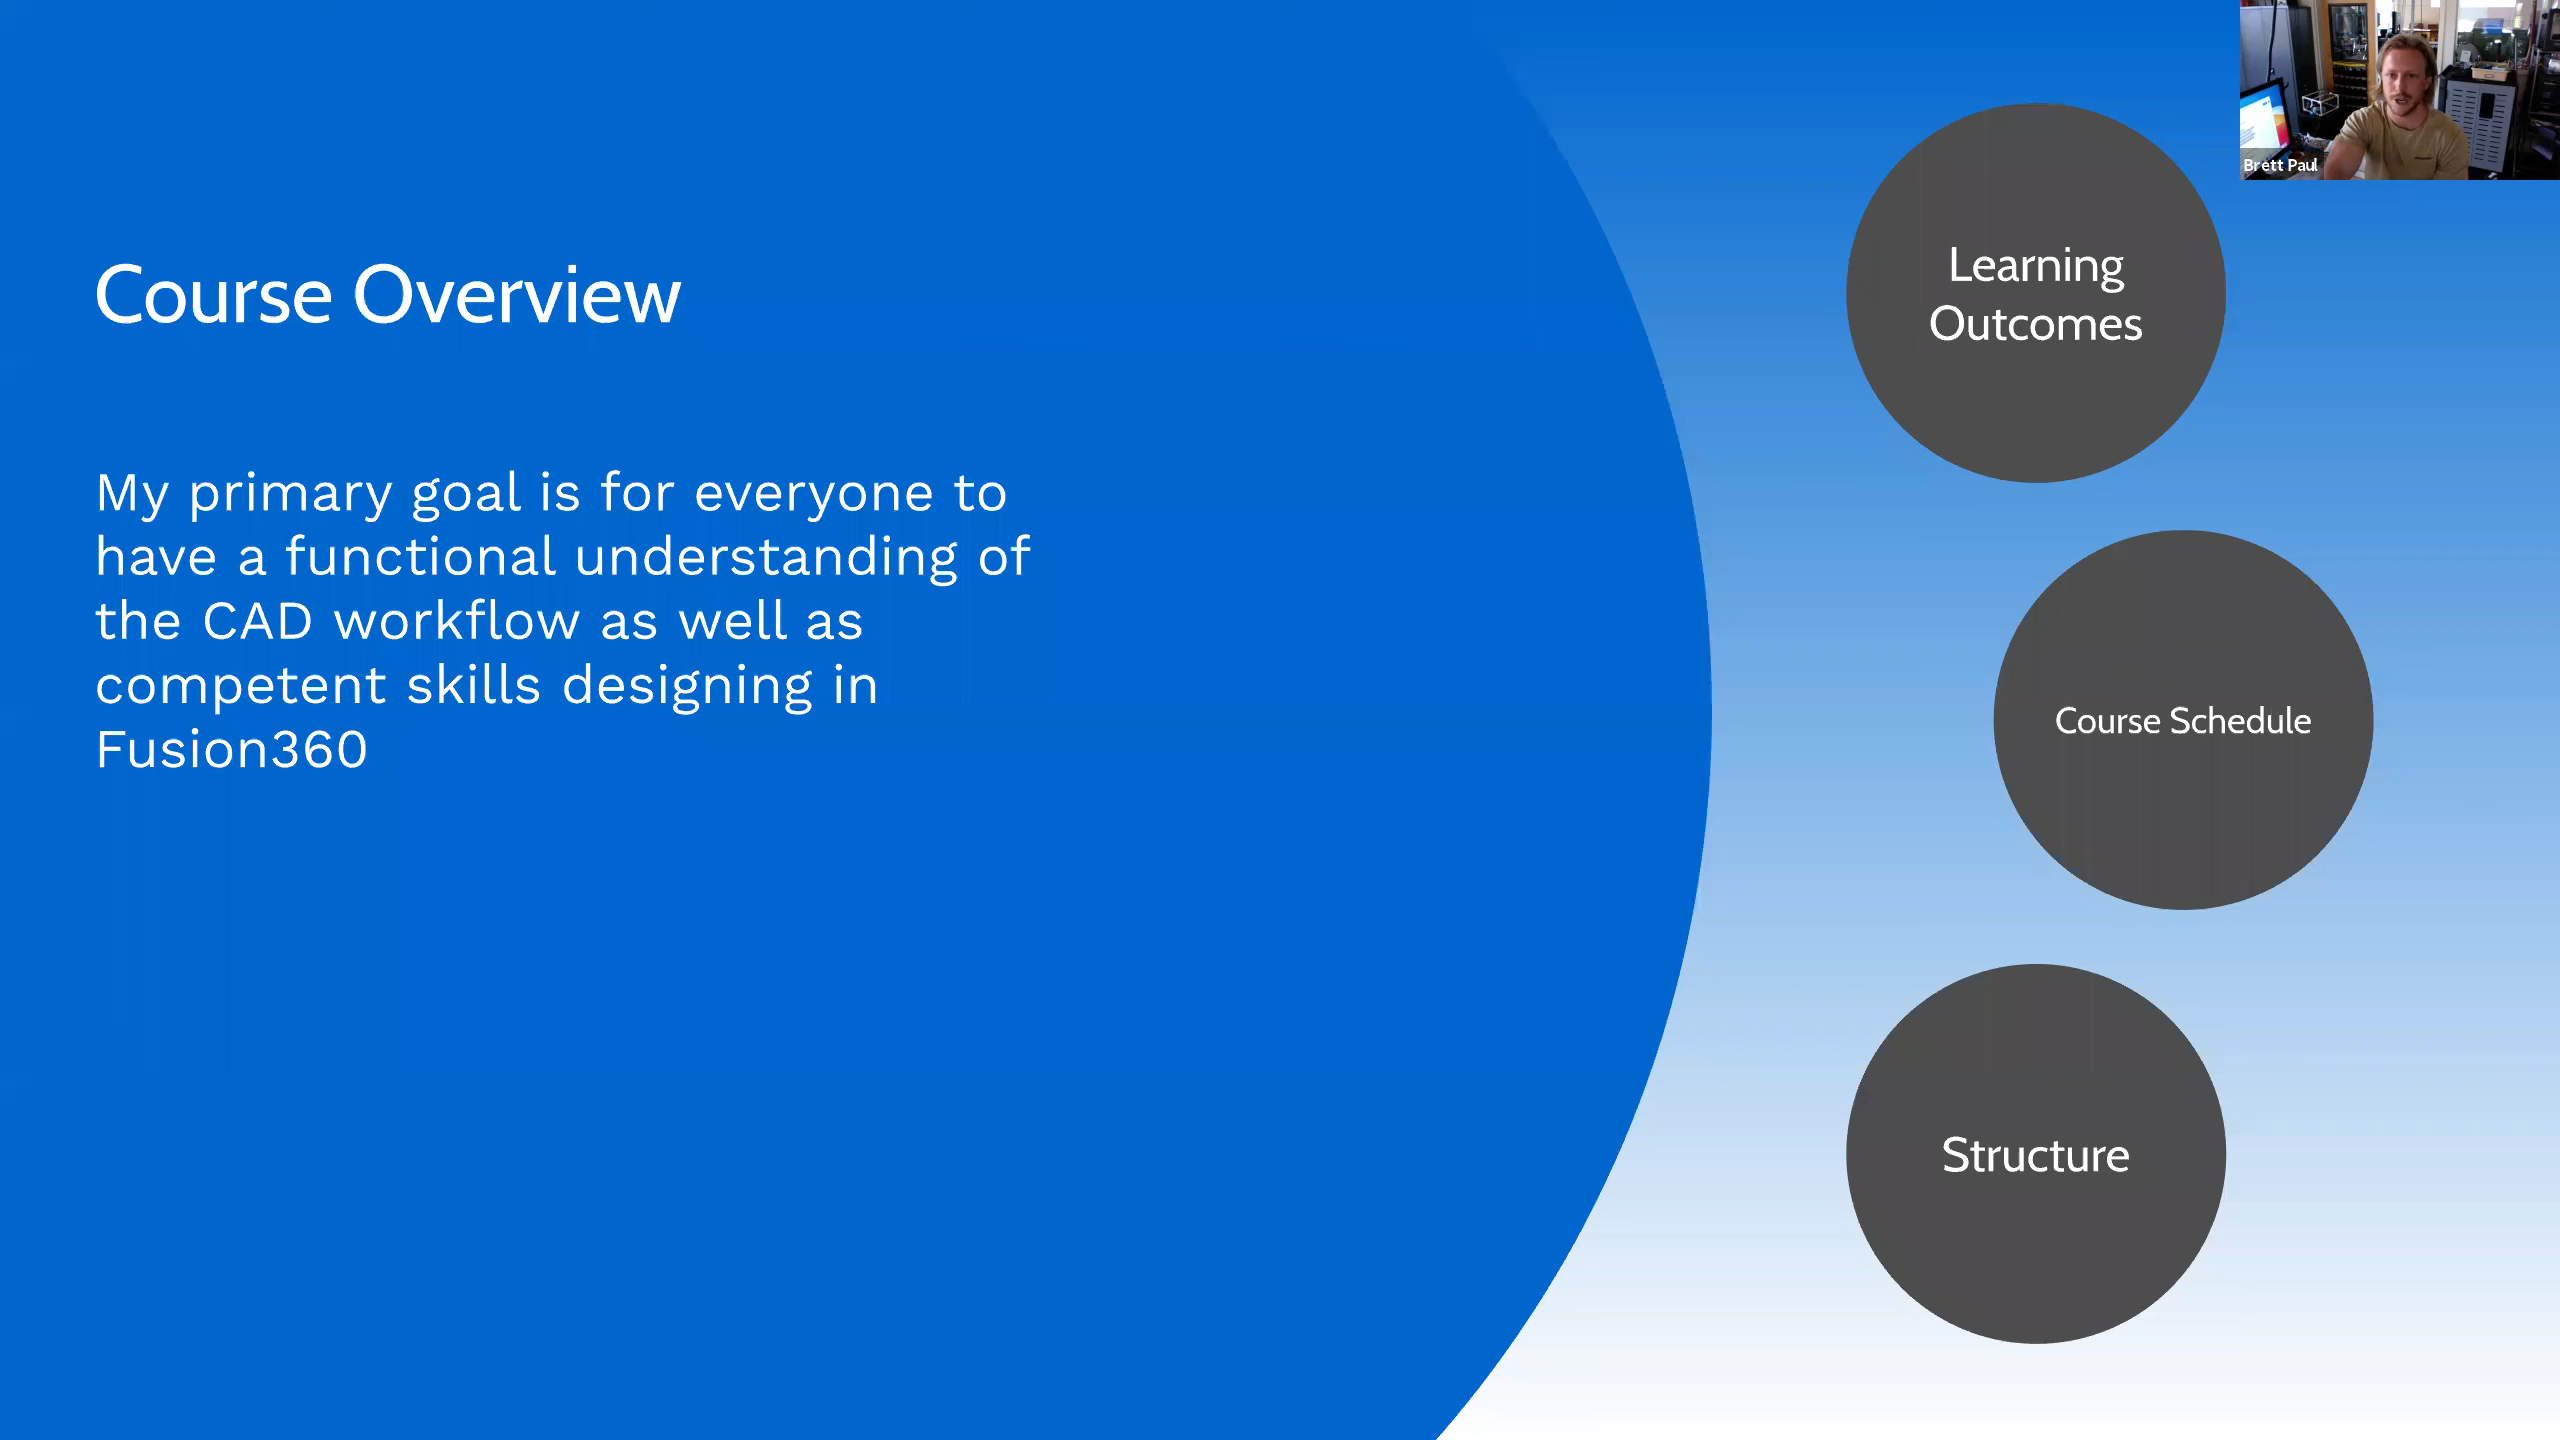 Course Overview
My primary goal is for everyone to
have a functional understanding of
the CAD workflow as well as
competent skills designing in
Fusion360
Learning
Outcomes
Course Schedule
Structure
Brett Paul